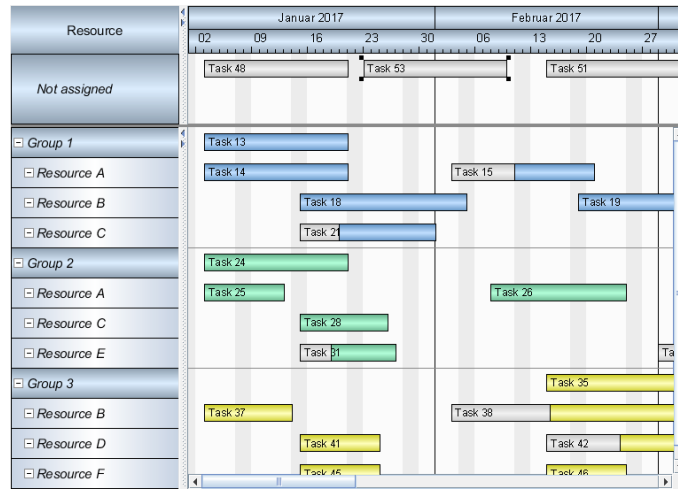 Resource
Januar 2017
Februar 2017
02 09 16 23 30 06 13 20 27
Not assigned
Task 48 Task 53 Task 51
Group 1 Task 13
Resource A Task 14 Task 15
Resource B Task 18 Task 19
Resource C Task 21
Group 2 Task 24
Resource A Task 25 Task 26
Resource C Task 28
Resource E Task 31 Ta
Group 3 Task 35
Resource B Task 37 Task 38
Resource D Task 41 Task 42
Resource F Task 45 Task 46